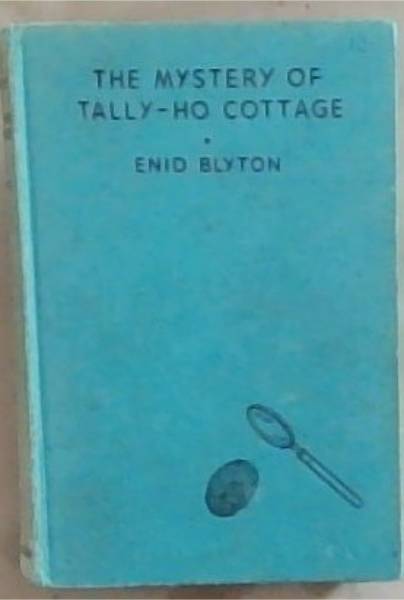 THE MYSTERY OF
TALLY-HO COTTAGE
ENID BLYTON